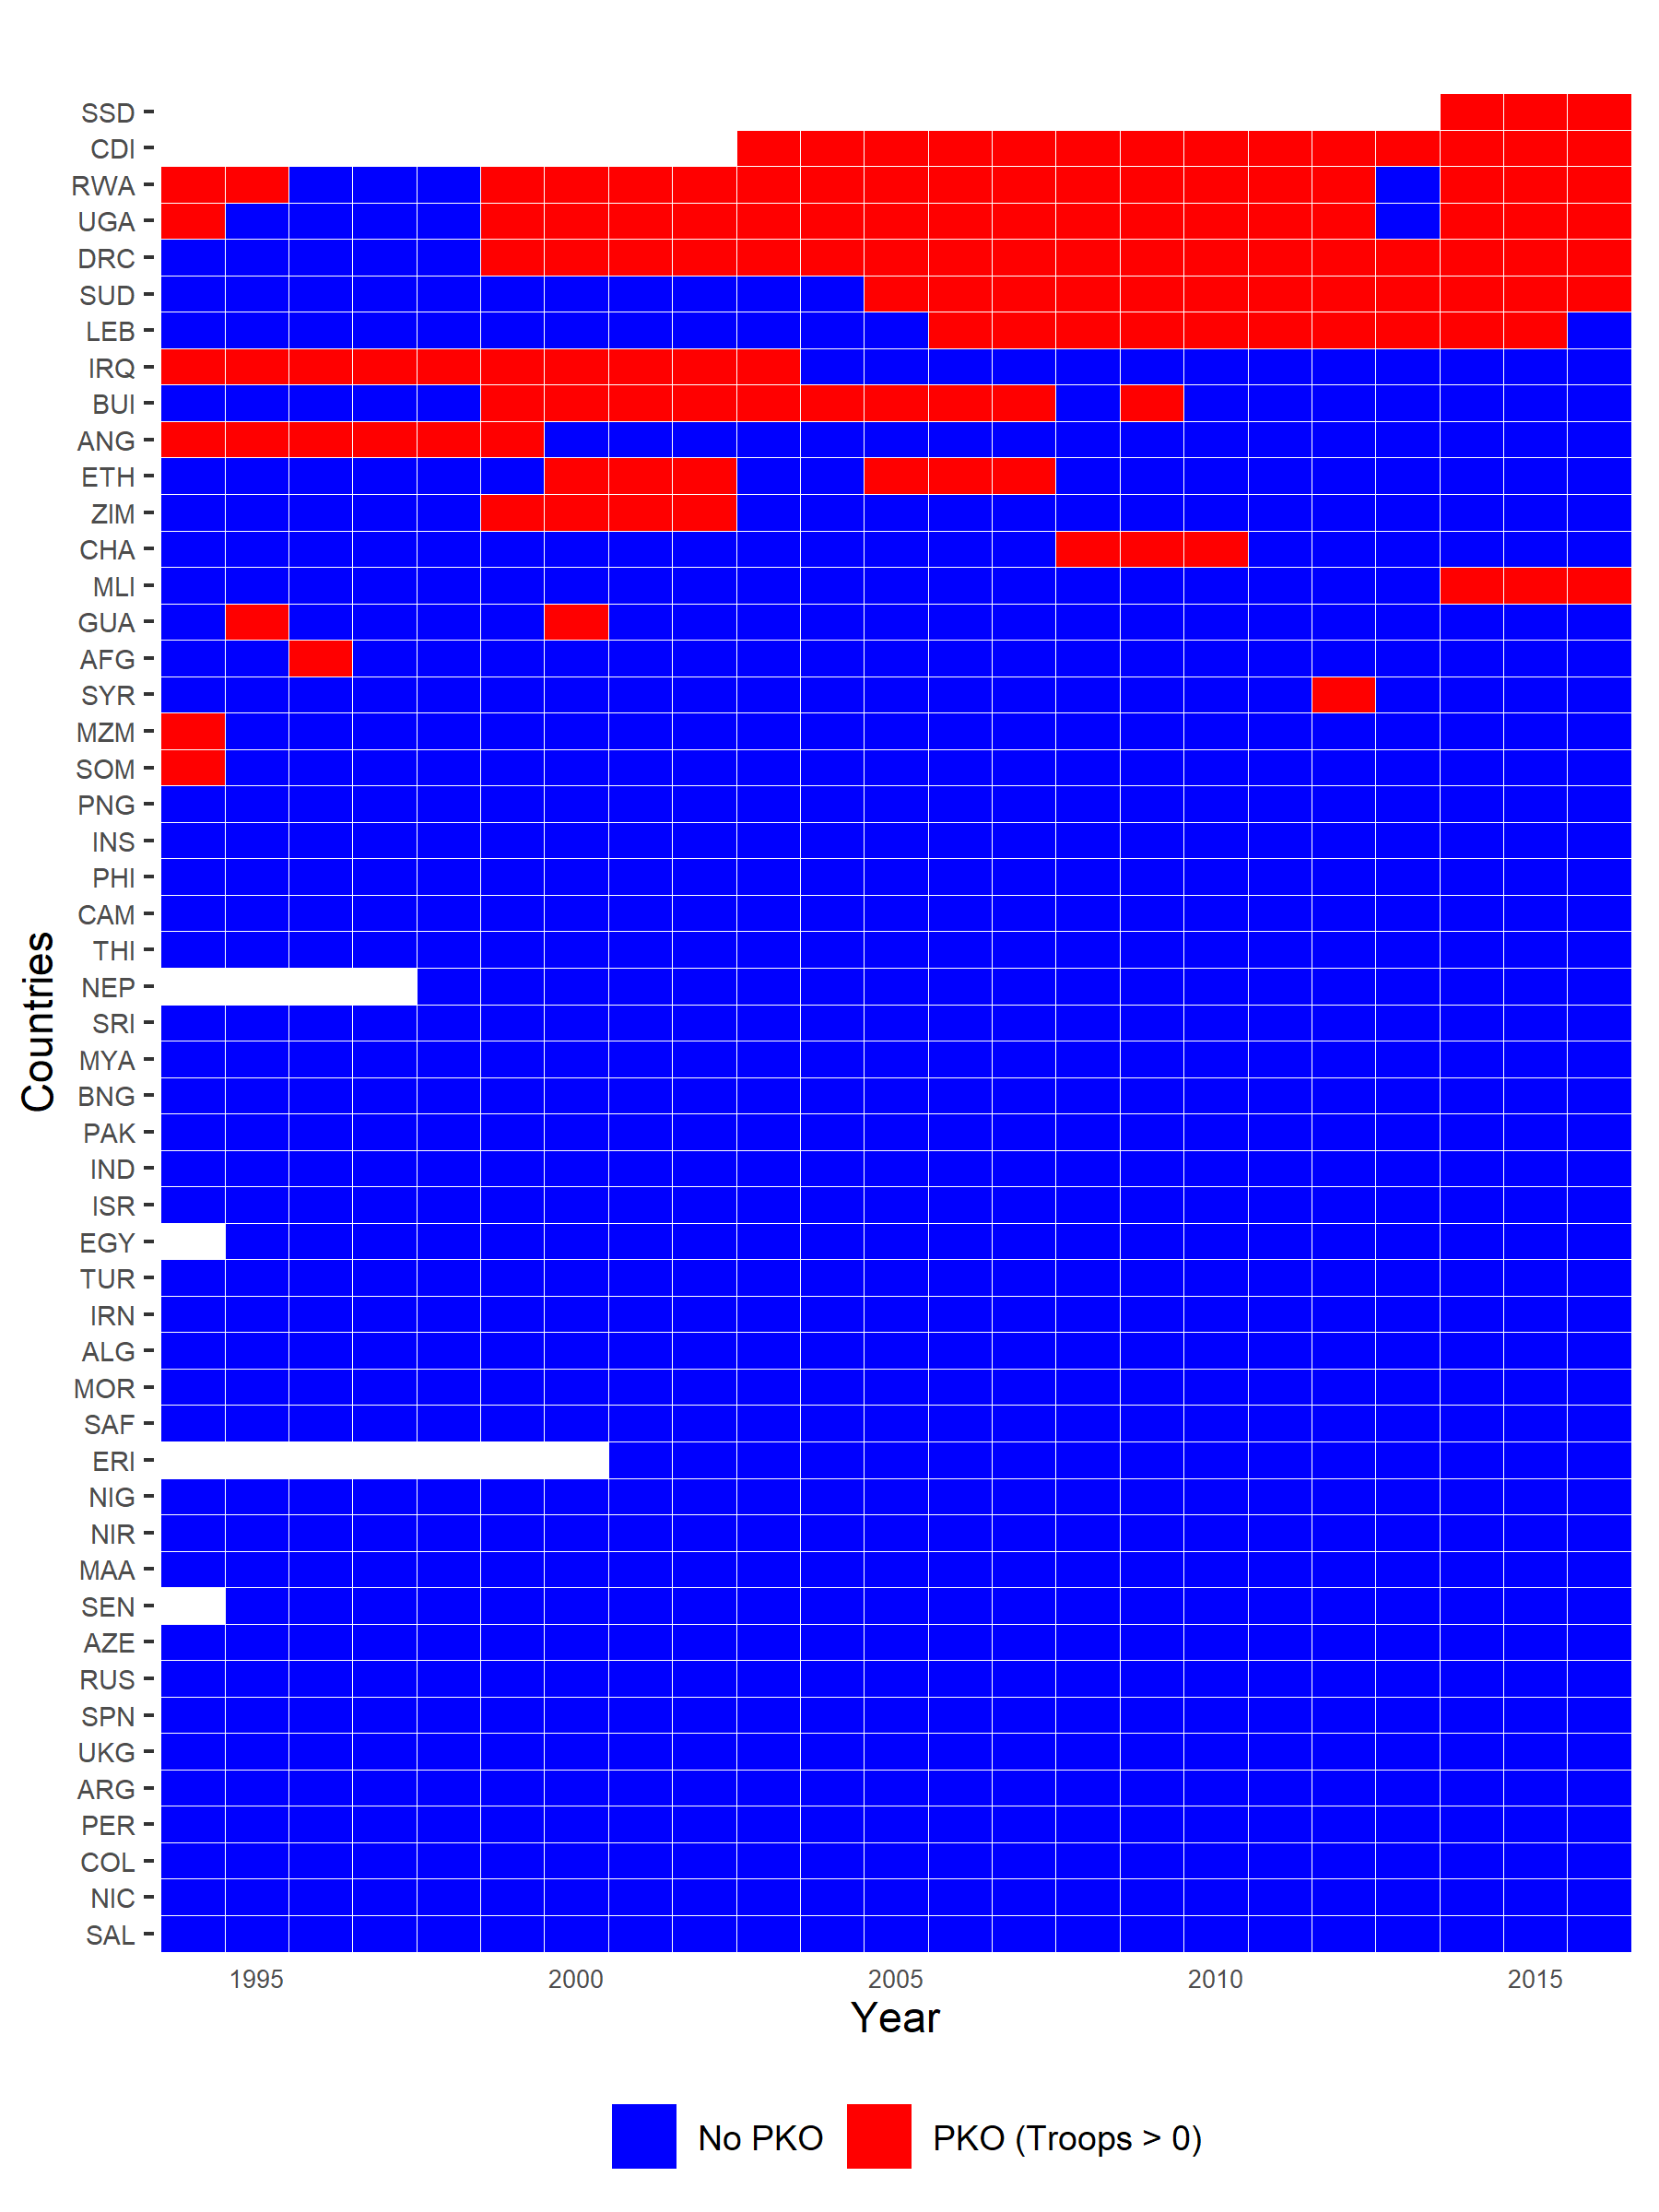 SSD
CDI
RWA
UGA
DRC
SUD
LEB
IRQ
BUI
ANG
ETH
ZIM
CHA
MLI
GUA
AFG
SYR
MZM
SOM
PNG
INS
PHI
CAM
THI
NEP
SRI
MYA
BNG
PAK
IND
ISR
EGY
TUR
IRN
ALG
MOR
SAF
ERI
NIG
NIR
MAA
SEN
AZE
RUS
SPN
UKG
ARG
PER
COL
NIC
SAL
Countries
1995 2000 2005 2010 2015
Year
No PKO PKO (Troops > 0)